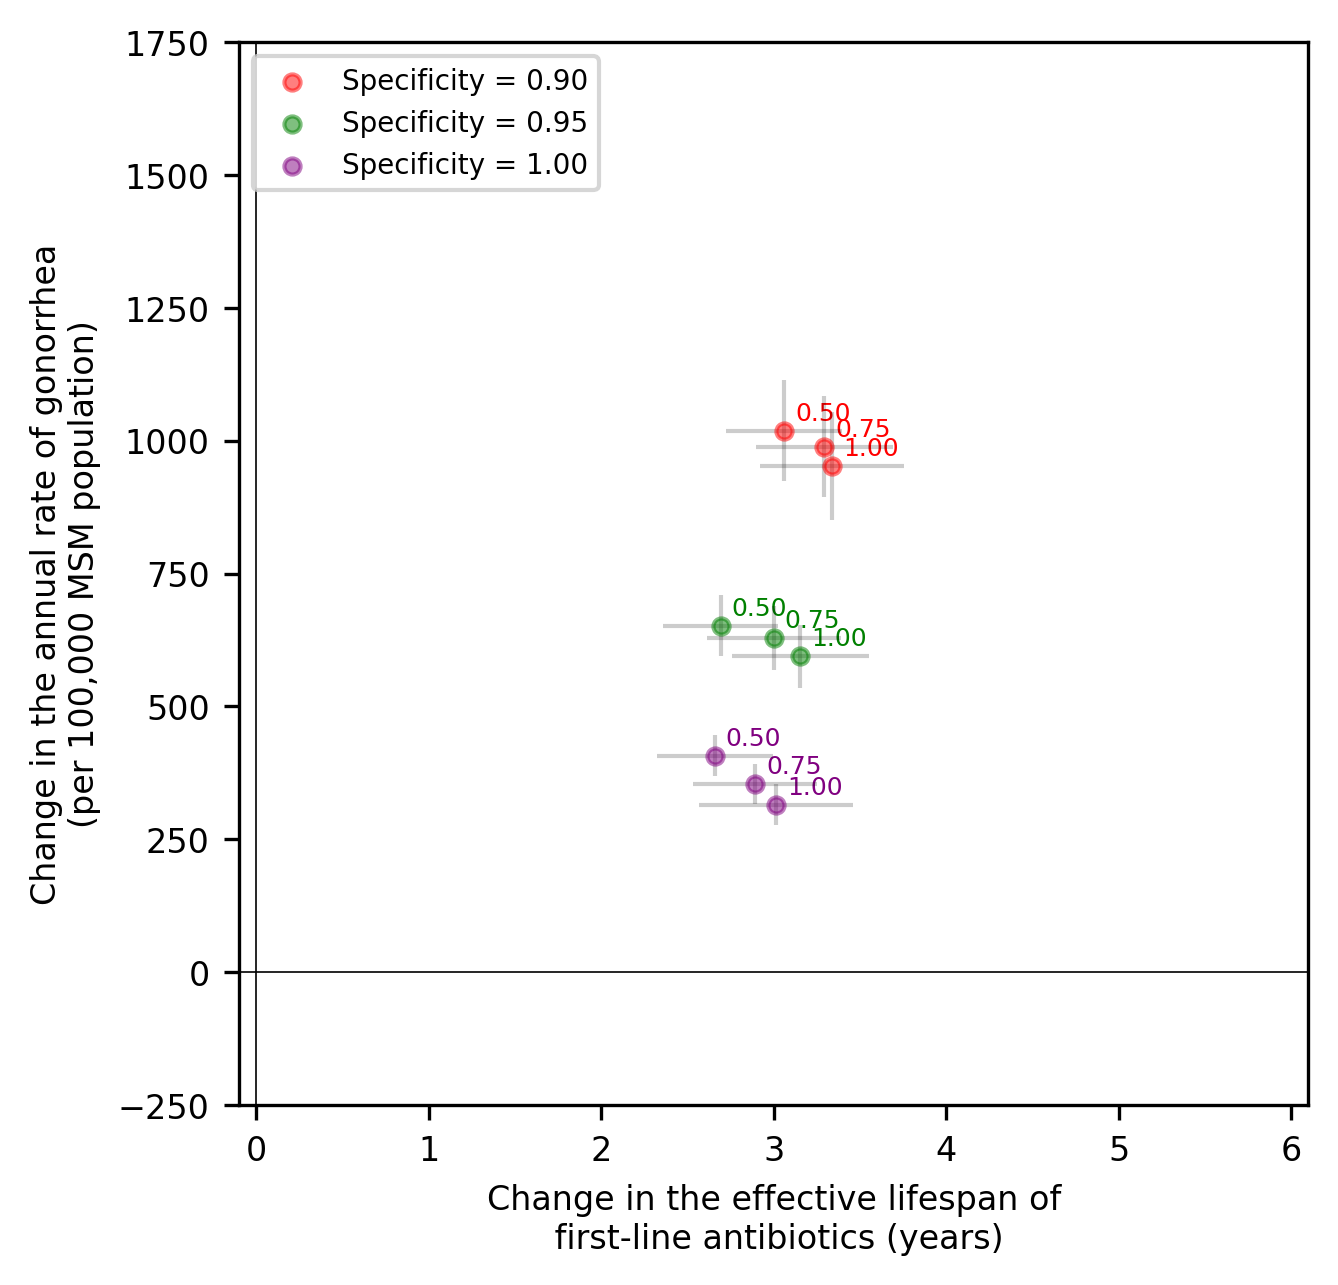 1750
1500
1250
1000
750
500
250
0
−250
Change in the annual rate of gonorrhea
(per 100,000 MSM population)
Specificity = 0.90
Specificity = 0.95
Specificity = 1.00
0.50
0.75
1.00
0.50
0.75
1.00
0.50
0.75
1.00
0 1 2 3 4 5 6
Change in the effective lifespan of
first-line antibiotics (years)